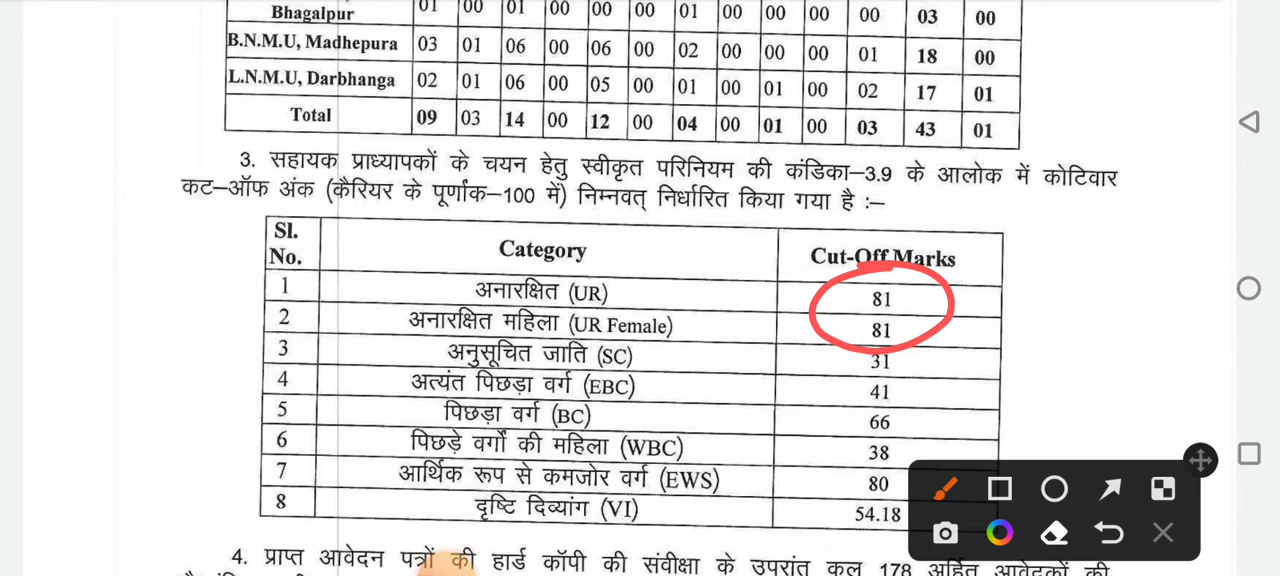 Bhagalpur 01 00 01 00 00 00 01 00 00 00 00 03 00
B.N.M.U, Madhepura 03 01 06 00 06 00 02 00 00 00 01 18 00
L.N.M.U, Darbhanga 02 01 06 00 05 00 01 00 01 00 02 17 01
Total 09 03 14 00 12 00 04 00 01 00 03 43 01
3. सहायक प्राध्यापकों के चयन हेतु स्वीकृत परिनियम की कंडिका–3.9 के आलोक में कोटिवार
कट–ऑफ अंक (कैरियर के पूर्णांक–100 में) निम्नवत् निर्धारित किया गया है :–
Sl. No. Category Cut-Off Marks
1 अनारक्षित (UR) 81
2 अनारक्षित महिला (UR Female) 81
3 अनुसूचित जाति (SC) 31
4 अत्यंत पिछड़ा वर्ग (EBC) 41
5 पिछड़ा वर्ग (BC) 66
6 पिछड़े वर्गों की महिला (WBC) 38
7 आर्थिक रूप से कमजोर वर्ग (EWS) 80
8 दृष्टि दिव्यांग (VI) 54.18
4. प्राप्त आवेदन पत्रों की हार्ड कॉपी की संवीक्षा के उपरांत कुल 178 अर्हित आवेदकों की